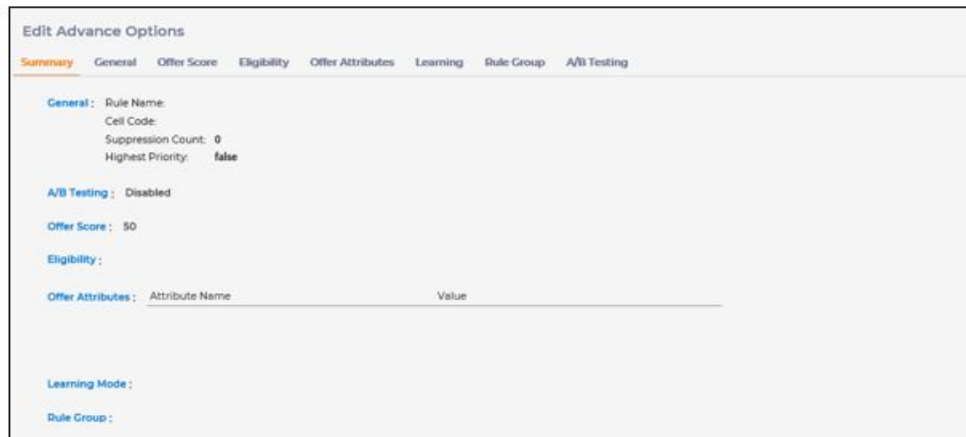 Edit Advance Options
Summary General Offer Score Eligibility Offer Attributes Learning Rule Group A/B Testing
General : Rule Name:
Cell Code:
Suppression Count: 0
Highest Priority: false
A/B Testing : Disabled
Offer Score : 50
Eligibility :
Offer Attributes : Attribute Name Value
Learning Mode :
Rule Group :